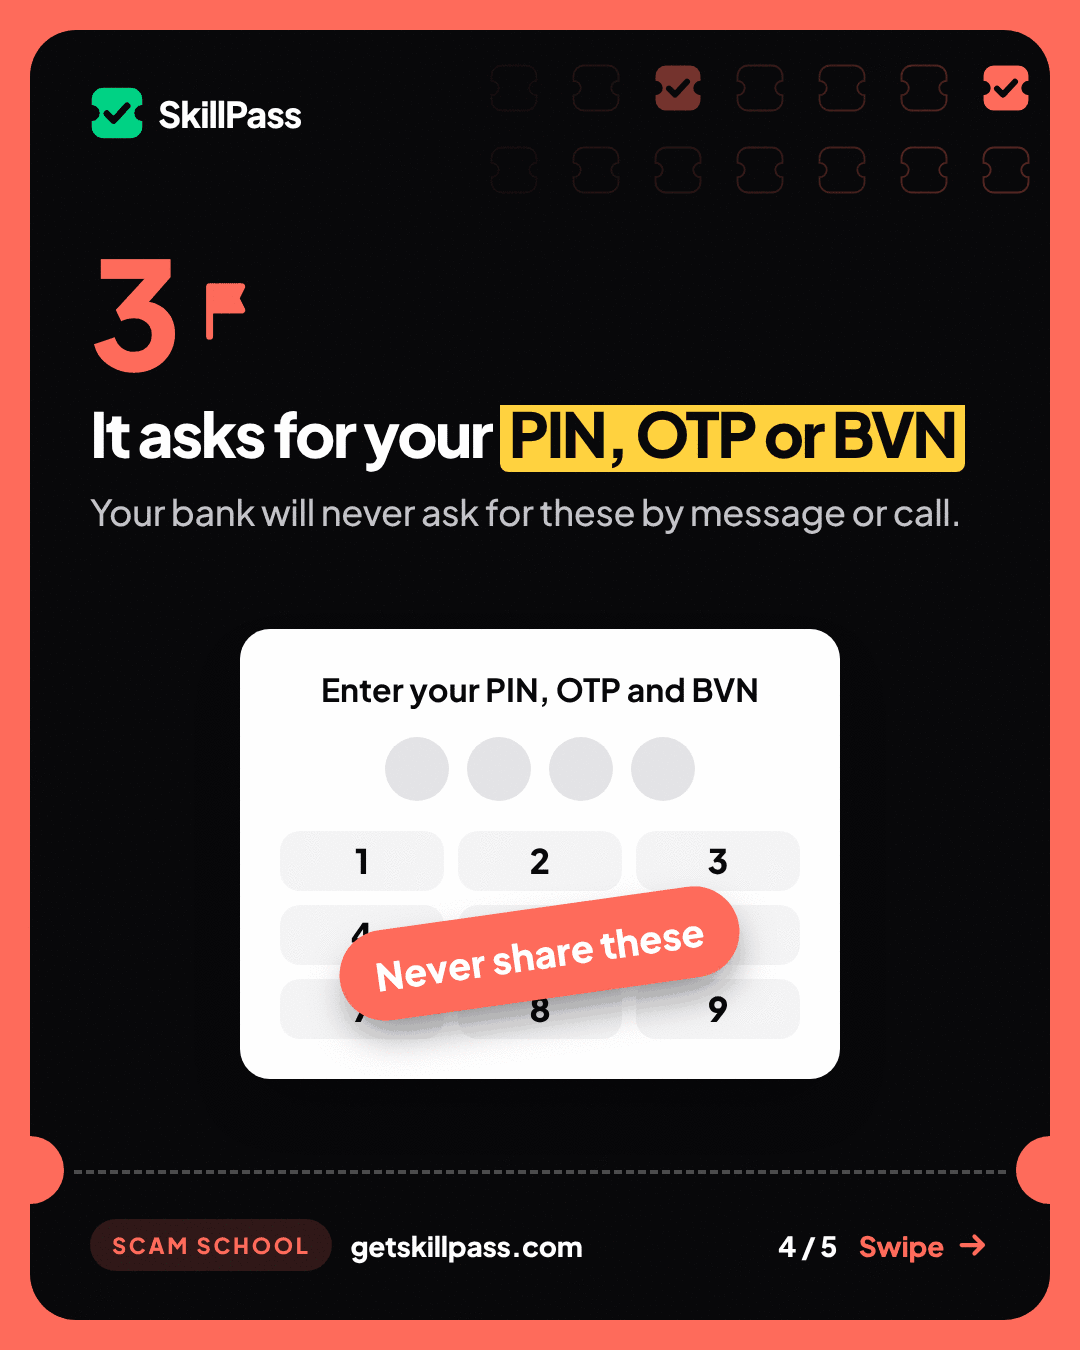 SkillPass
3
It asks for your PIN, OTP or BVN
Your bank will never ask for these by message or call.
Enter your PIN, OTP and BVN
1 2 3
4
Never share these
7 8 9
SCAM SCHOOL getskillpass.com 4 / 5 Swipe →